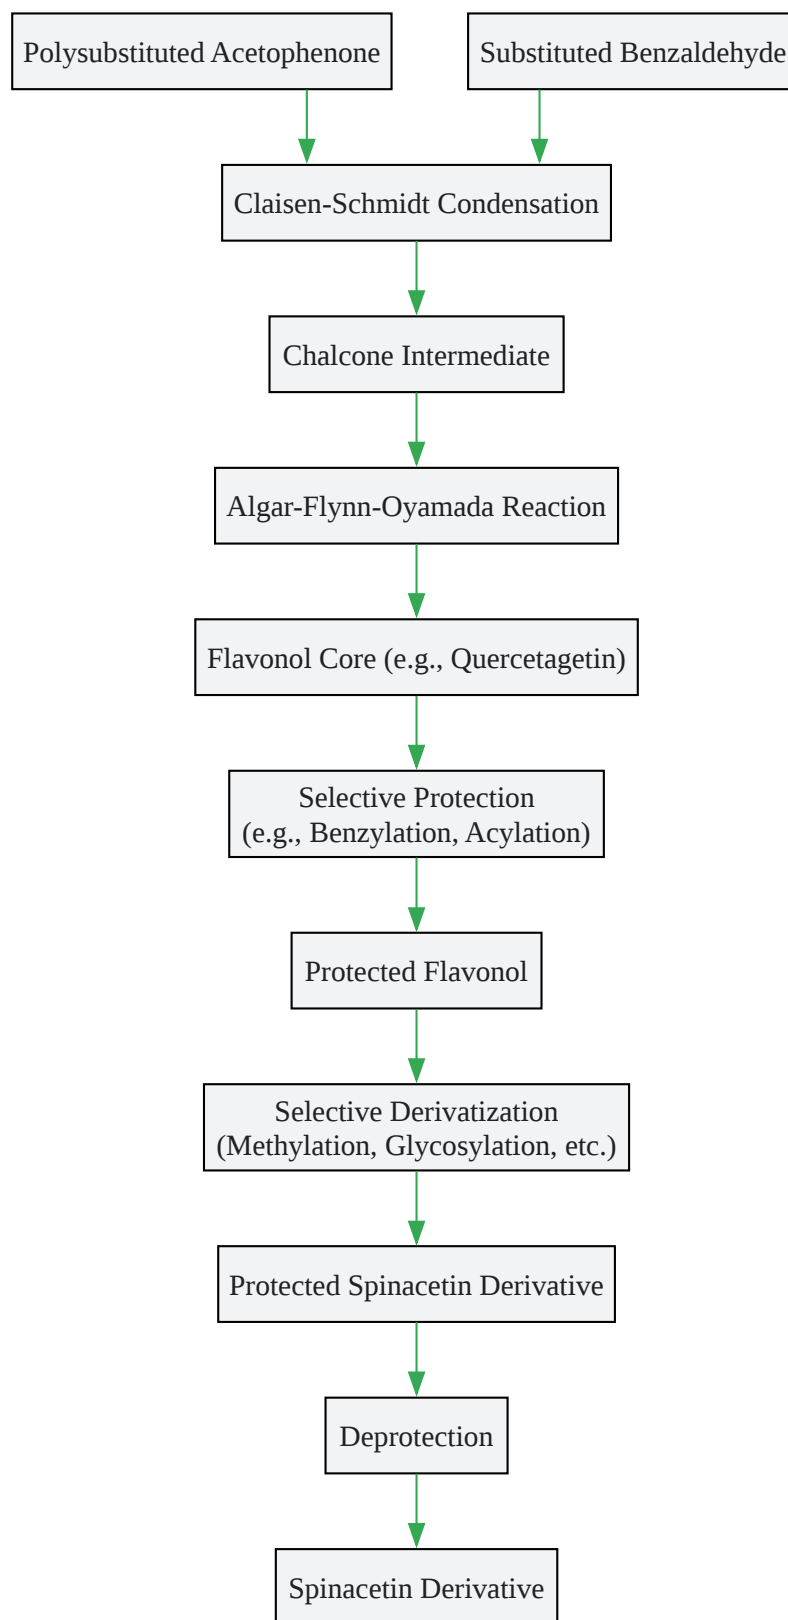 Polysubstituted Acetophenone
Substituted Benzaldehyde
Claisen-Schmidt Condensation
Chalcone Intermediate
Algar-Flynn-Oyamada Reaction
Flavonol Core (e.g., Quercetagetin)
Selective Protection
(e.g., Benzylation, Acylation)
Protected Flavonol
Selective Derivatization
(Methylation, Glycosylation, etc.)
Protected Spinacetin Derivative
Deprotection
Spinacetin Derivative